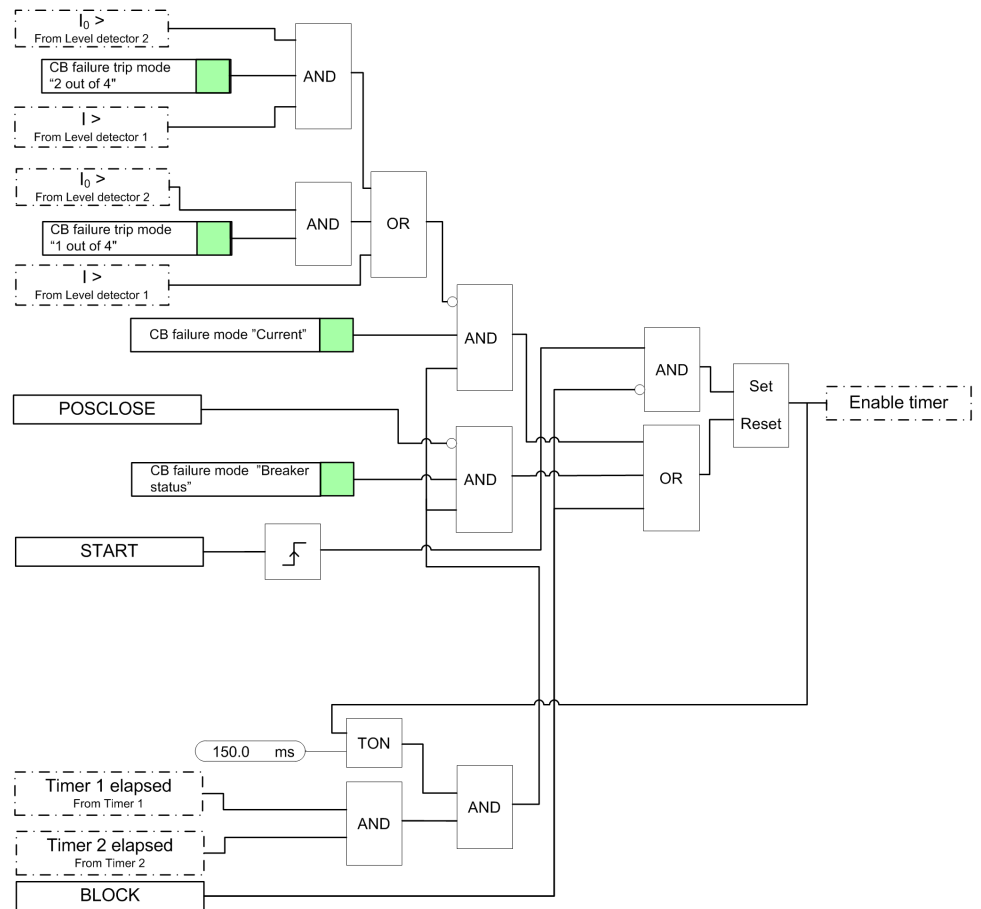 I0 >
From Level detector 2
CB failure trip mode
“2 out of 4"
AND
I >
From Level detector 1
I0 >
From Level detector 2
CB failure trip mode
“1 out of 4"
AND
OR
I >
From Level detector 1
CB failure mode ”Current”
AND
AND
Set
Reset
Enable timer
POSCLOSE
CB failure mode ”Breaker
status”
AND
OR
START
150.0 ms
TON
Timer 1 elapsed
From Timer 1
AND
AND
Timer 2 elapsed
From Timer 2
BLOCK